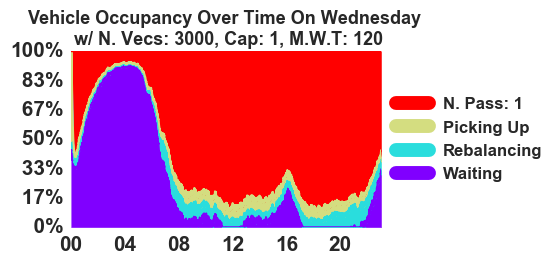 Vehicle Occupancy Over Time On Wednesday
w/ N. Vecs: 3000, Cap: 1, M.W.T: 120
100%
83%
67%
50%
33%
17%
0%
00 04 08 12 16 20
N. Pass: 1
Picking Up
Rebalancing
Waiting